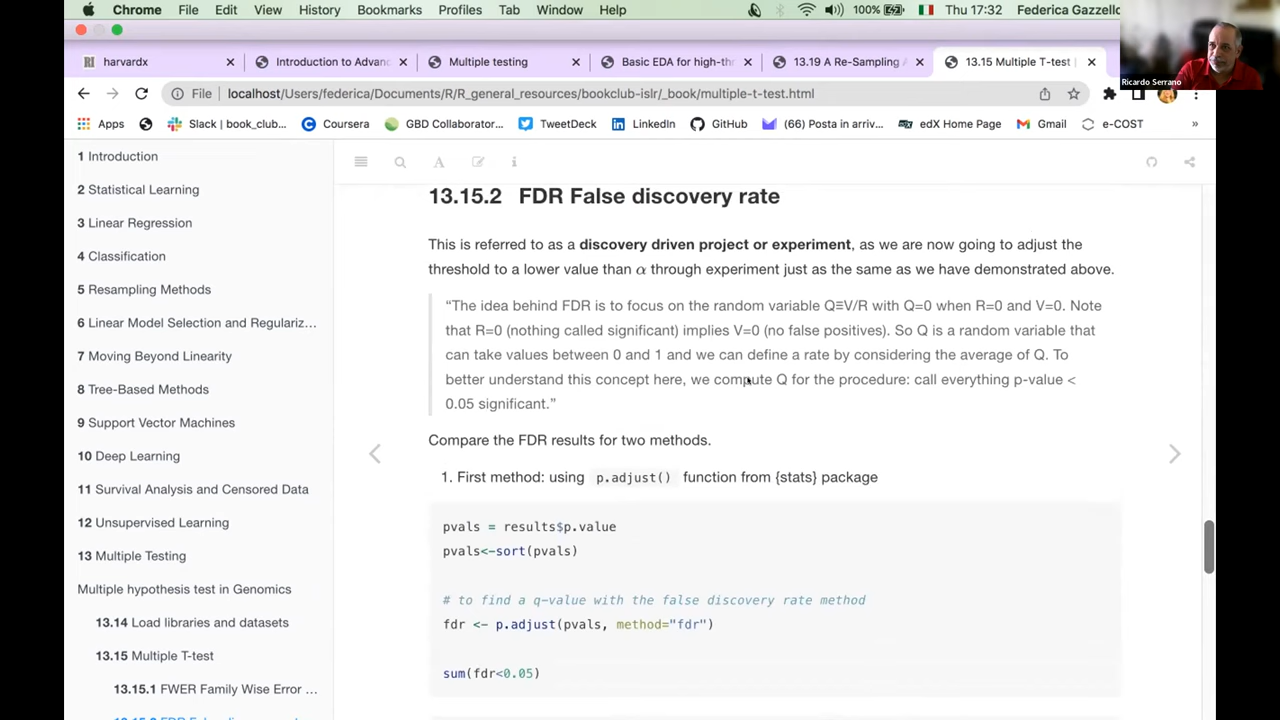 Chrome File Edit View History Bookmarks Profiles Tab Window Help 100% Thu 17:32 Federica Gazzello
harvardx Introduction to Advan Multiple testing Basic EDA for high-th 13.19 A Re-Sampling A 13.15 Multiple T-test
Ricardo Serrano
File localhost/Users/federica/Documents/R/general_resources/bookclub-islr/_book/multiple-t-test.html
Apps Slack | book_club... Coursera GBD Collaborator... TweetDeck LinkedIn GitHub (66) Posta in arriv... edX Home Page Gmail e-COST »
1 Introduction
2 Statistical Learning
3 Linear Regression
4 Classification
5 Resampling Methods
6 Linear Model Selection and Regulariz...
7 Moving Beyond Linearity
8 Tree-Based Methods
9 Support Vector Machines
10 Deep Learning
11 Survival Analysis and Censored Data
12 Unsupervised Learning
13 Multiple Testing
Multiple hypothesis test in Genomics
13.14 Load libraries and datasets
13.15 Multiple T-test
13.15.1 FWER Family Wise Error ...
13.15.2 FDR False discovery rate
This is referred to as a discovery driven project or experiment, as we are now going to adjust the
threshold to a lower value than α through experiment just as the same as we have demonstrated above.
“The idea behind FDR is to focus on the random variable Q≡V/R with Q=0 when R=0 and V=0. Note
that R=0 (nothing called significant) implies V=0 (no false positives). So Q is a random variable that
can take values between 0 and 1 and we can define a rate by considering the average of Q. To
better understand this concept here, we compute Q for the procedure: call everything p-value <
0.05 significant.”
Compare the FDR results for two methods.
1. First method: using p.adjust() function from {stats} package
pvals = results$p.value
pvals<-sort(pvals)
# to find a q-value with the false discovery rate method
fdr <- p.adjust(pvals, method="fdr")
sum(fdr<0.05)